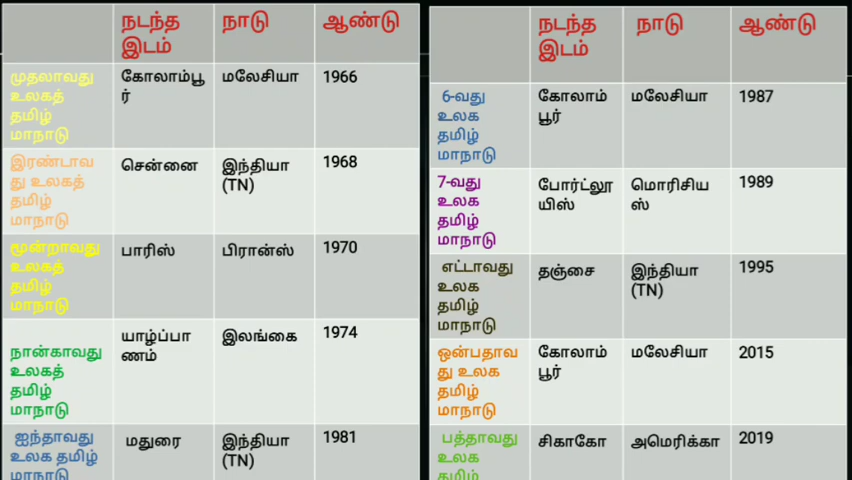 நடந்த இடம் நாடு ஆண்டு
முதலாவது உலகத் தமிழ் மாநாடு கோலாம்பூர் மலேசியா 1966
இரண்டாவது உலகத் தமிழ் மாநாடு சென்னை இந்தியா (TN) 1968
மூன்றாவது உலகத் தமிழ் மாநாடு பாரிஸ் பிரான்ஸ் 1970
நான்காவது உலகத் தமிழ் மாநாடு யாழ்ப்பாணம் இலங்கை 1974
ஐந்தாவது உலக தமிழ் மாநாடு மதுரை இந்தியா (TN) 1981
நடந்த இடம் நாடு ஆண்டு
6-வது உலக தமிழ் மாநாடு கோலாம்பூர் மலேசியா 1987
7-வது உலக தமிழ் மாநாடு போர்ட்லூயிஸ் மொரிசியஸ் 1989
எட்டாவது உலக தமிழ் மாநாடு தஞ்சை இந்தியா (TN) 1995
ஒன்பதாவது உலக தமிழ் மாநாடு கோலாம்பூர் மலேசியா 2015
பத்தாவது உலக தமிழ் சிகாகோ அமெரிக்கா 2019